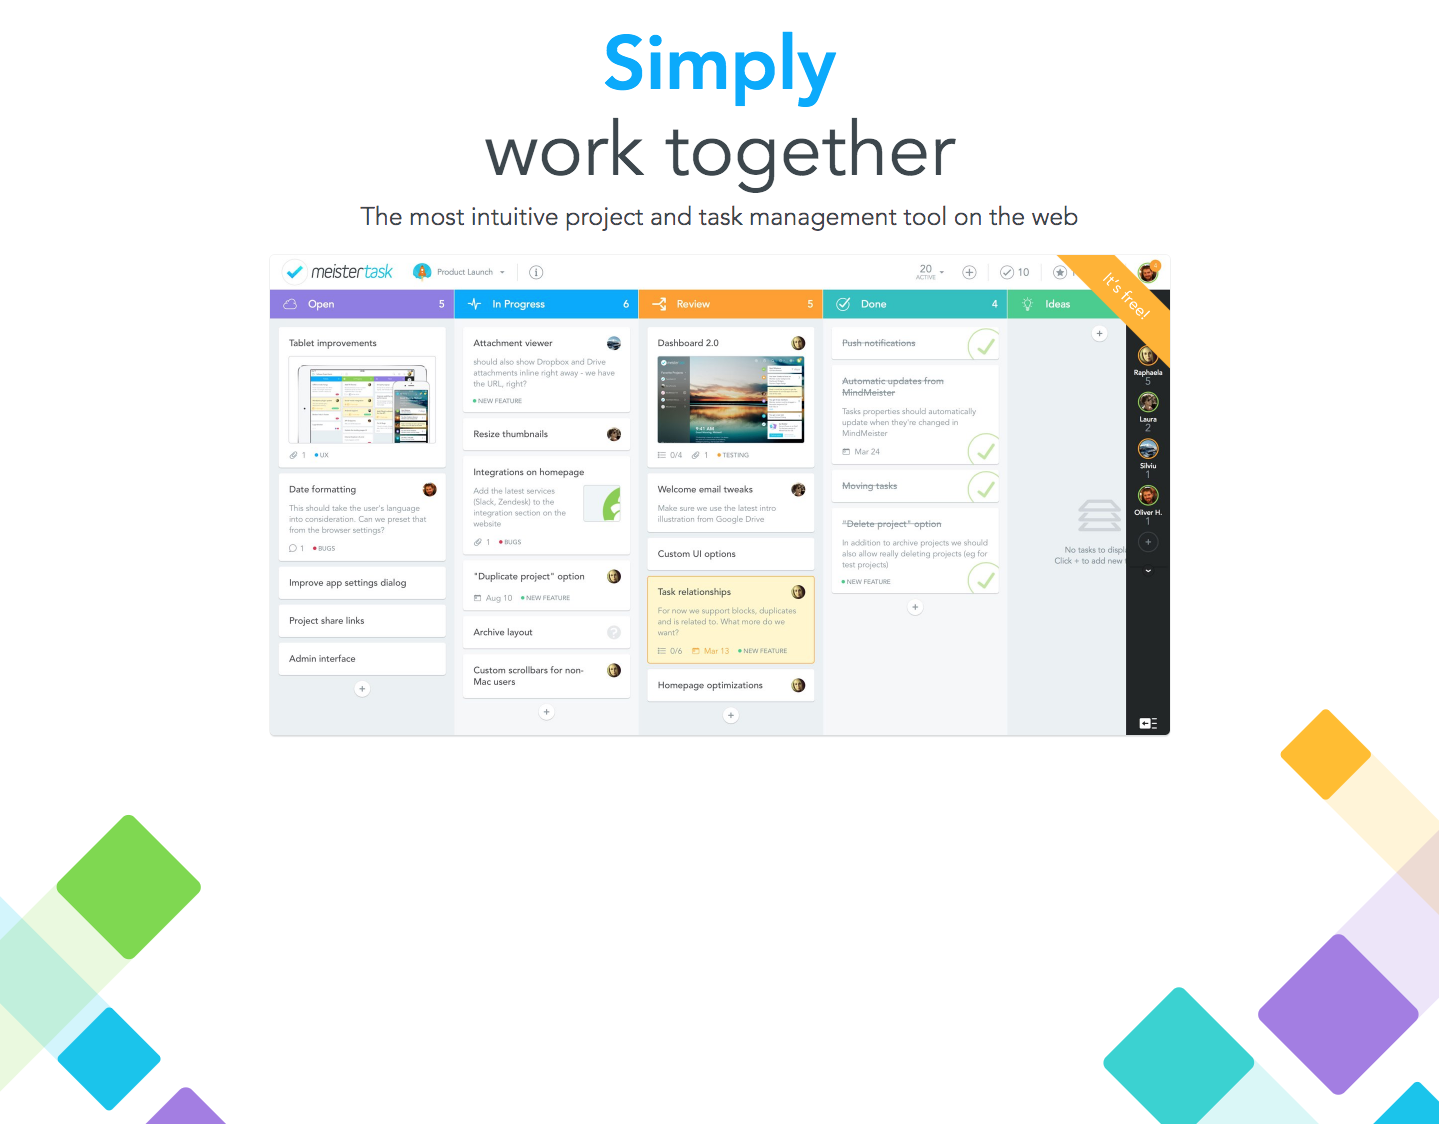 Simply
work together
The most intuitive project and task management tool on the web
meistertask
Product Launch
20
ACTIVE
10
It's free!
Open 5
Tablet improvements
1 UX
Date formatting
This should take the user's language
into consideration. Can we preset that
from the browser settings?
1 BUGS
Improve app settings dialog
Project share links
Admin interface
In Progress 6
Attachment viewer
should also show Dropbox and Drive
attachments inline right away - we have
the URL, right?
NEW FEATURE
Resize thumbnails
Integrations on homepage
Add the latest services
(Slack, Zendesk) to the
integration section on the
website
1 BUGS
"Duplicate project" option
Aug 10 NEW FEATURE
Archive layout
?
Custom scrollbars for non-
Mac users
Review 5
Dashboard 2.0
9:41 AM
0/4 1 TESTING
Welcome email tweaks
Make sure we use the latest intro
illustration from Google Drive
Custom UI options
Task relationships
For now we support blocks, duplicates
and is related to. What more do we
want?
0/6 Mar 13 NEW FEATURE
Homepage optimizations
Done 4
Push notifications
Automatic updates from
MindMeister
Tasks properties should automatically
update when they're changed in
MindMeister
Mar 24
Moving tasks
"Delete project" option
In addition to archive projects we should
also allow really deleting projects (eg for
test projects)
NEW FEATURE
Ideas
No tasks to displ
Click + to add new
Raphaela
5
Laura
2
Silviu
1
Oliver H.
1